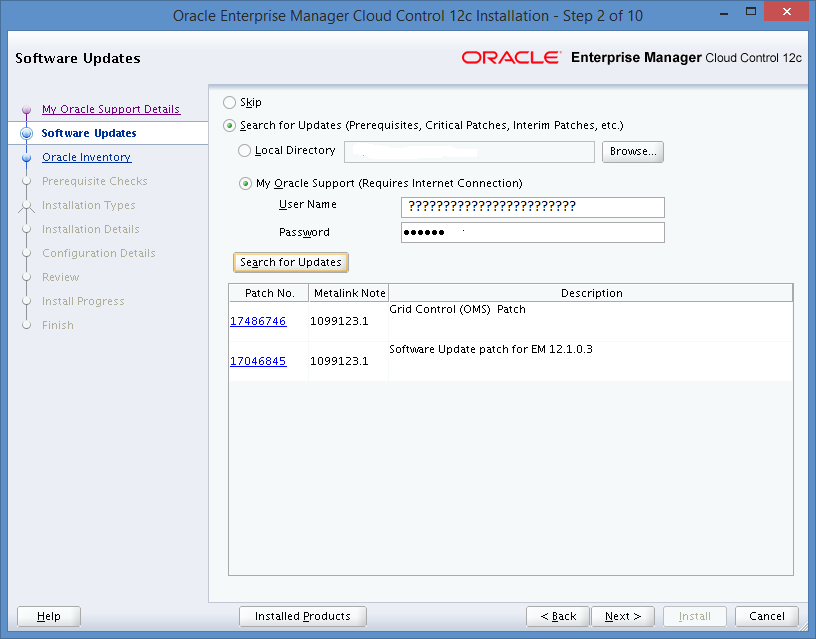 Oracle Enterprise Manager Cloud Control 12c Installation - Step 2 of 10
Software Updates
ORACLE Enterprise Manager Cloud Control 12c
My Oracle Support Details
Software Updates
Oracle Inventory
Prerequisite Checks
Installation Types
Installation Details
Configuration Details
Review
Install Progress
Finish
Skip
Search for Updates (Prerequisites, Critical Patches, Interim Patches, etc.)
Local Directory
Browse...
My Oracle Support (Requires Internet Connection)
User Name ????????????????????????
Password ••••••
Search for Updates
Patch No. Metalink Note Description
17486746 1099123.1 Grid Control (OMS) Patch
17046845 1099123.1 Software Update patch for EM 12.1.0.3
Help Installed Products < Back Next > Install Cancel